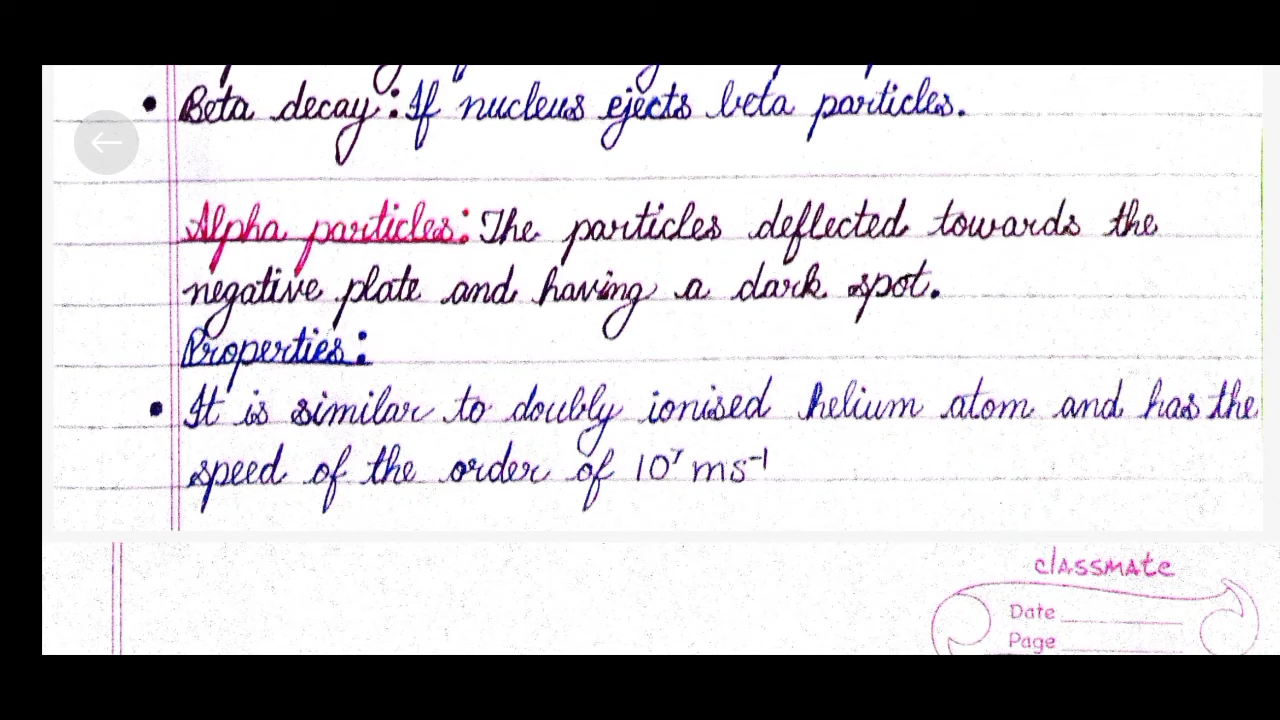 • Beta decay: If nucleus ejects beta particles.
Alpha particles: The particles deflected towards the
negative plate and having a dark spot.
Properties:
• It is similar to doubly ionised helium atom and has the
speed of the order of 10⁷ ms⁻¹
classmate
Date
Page